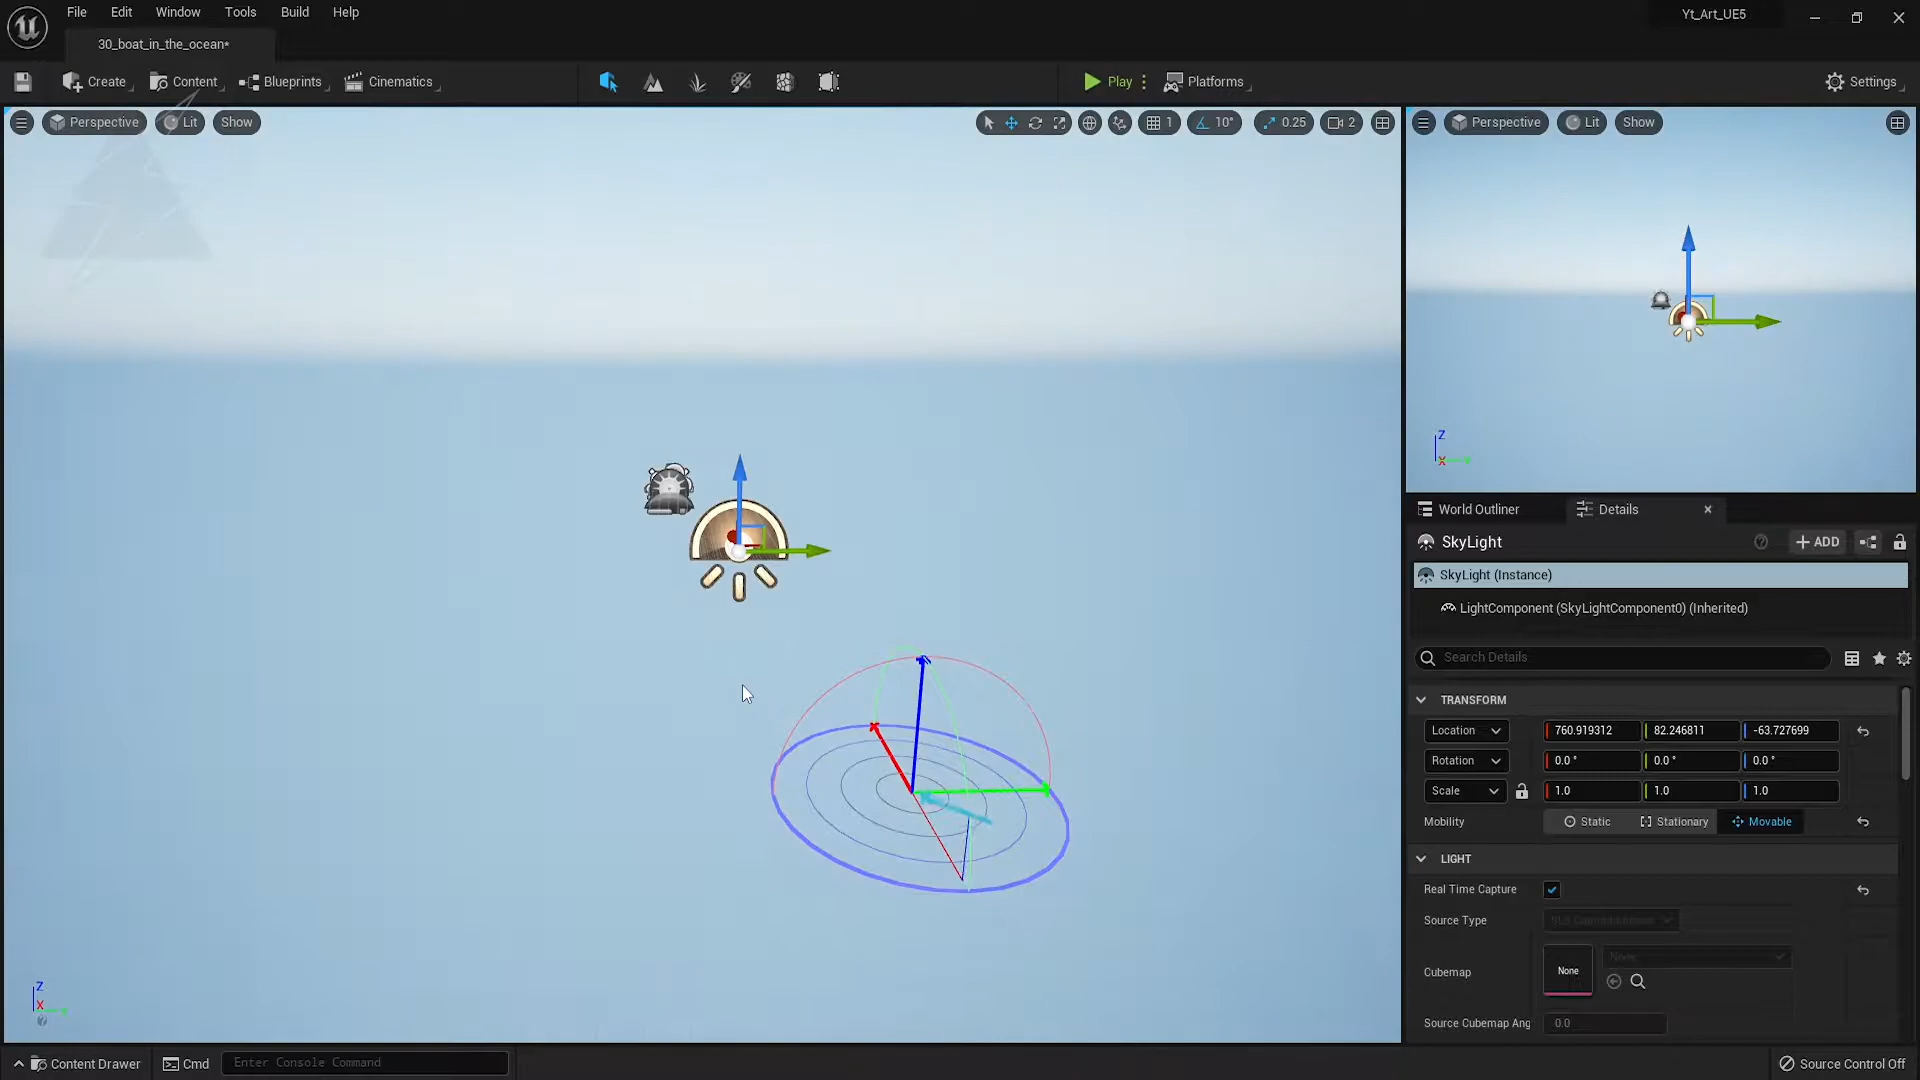 File Edit Window Tools Build Help
Yt_Art_UE5
30_boat_in_the_ocean*
Create Content Blueprints Cinematics Play Platforms Settings
Perspective Lit Show 1 10° 0.25 2
Perspective Lit Show
Z
X
Z
X
World Outliner Details
SkyLight ADD
SkyLight (Instance)
LightComponent (SkyLightComponent0) (Inherited)
Search Details
TRANSFORM
Location 760.919312 82.246811 -63.727699
Rotation 0.0 ° 0.0 ° 0.0 °
Scale 1.0 1.0 1.0
Mobility Static Stationary Movable
LIGHT
Real Time Capture
Source Type
Cubemap None None
Source Cubemap Ang 0.0
Content Drawer Cmd Enter Console Command Source Control Off